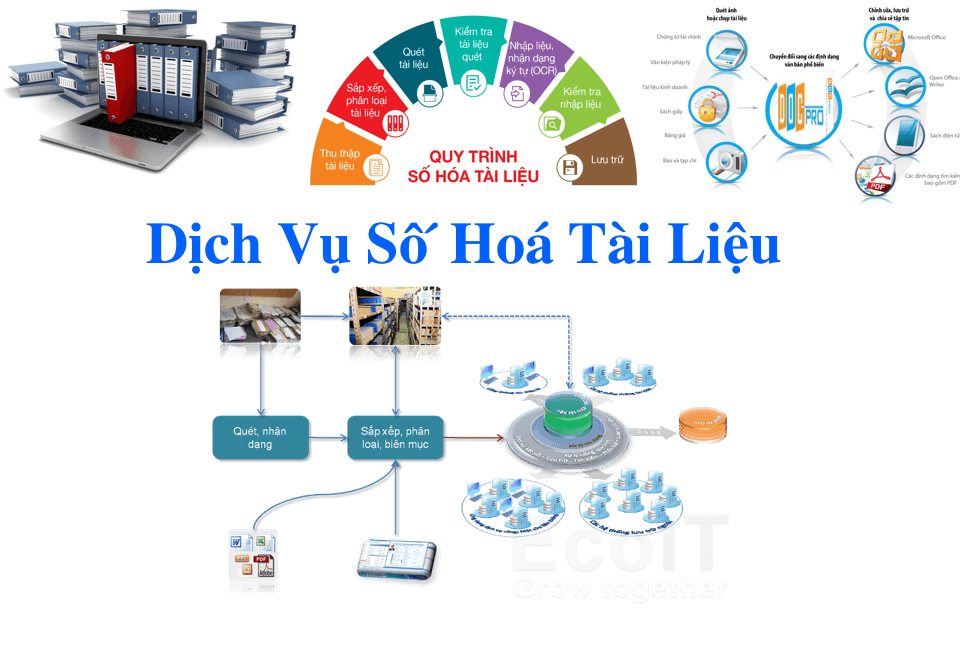 Thu thập
tài liệu
Sắp xếp,
phân loại
tài liệu
Quét
tài liệu
Kiểm tra
tài liệu
quét
Nhập liệu,
nhận dạng
ký tự (OCR)
Kiểm tra
nhập liệu
Lưu trữ
QUY TRÌNH
SỐ HÓA TÀI LIỆU
Quét ảnh
hoặc chụp tài liệu
Chứng từ tài chính
Văn kiện pháp lý
Tài liệu kinh doanh
Sách giấy
Bảng giá
Báo và tạp chí
Chuyển đổi sang các định dạng
văn bản phổ biến
DOC
PRO
Chỉnh sửa, lưu trữ
và chia sẻ tập tin
Microsoft Office
Open Office.
Writer
Sách điện tử
Các định dạng tìm kiếm
bao gồm PDF
PDF
Dịch Vụ Số Hoá Tài Liệu
Quét, nhận
dạng
Sắp xếp, phân
loại, biên mục
PDF
Adobe
EcoIT
Grow together